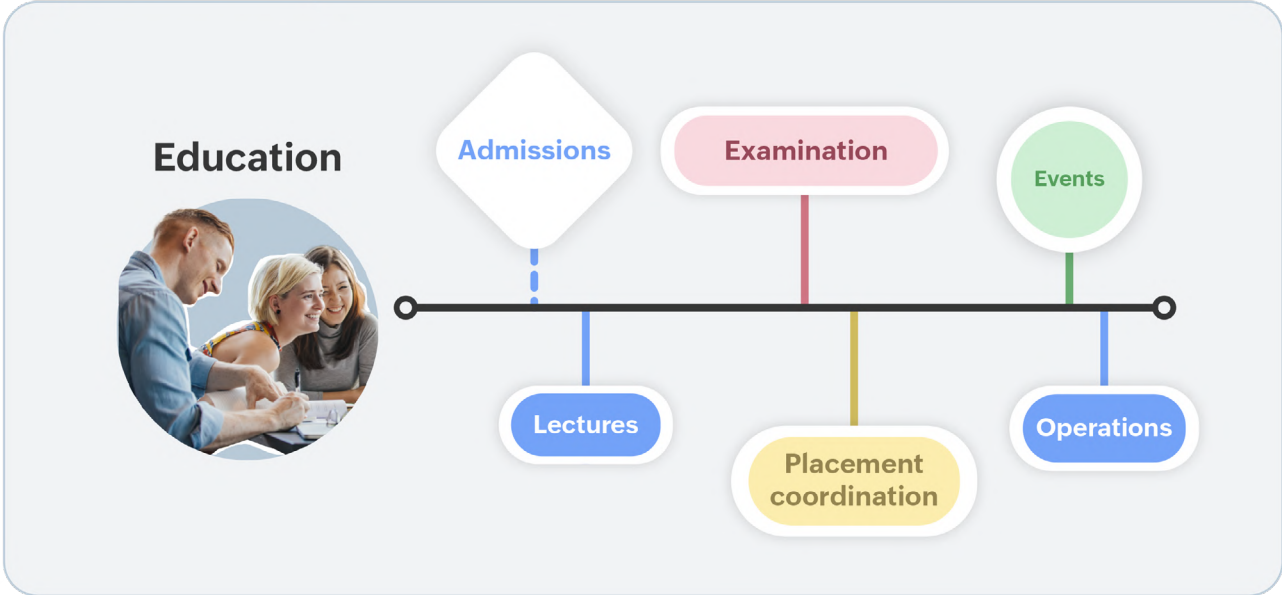 Education
Admissions
Examination
Events
Lectures
Placement
coordination
Operations